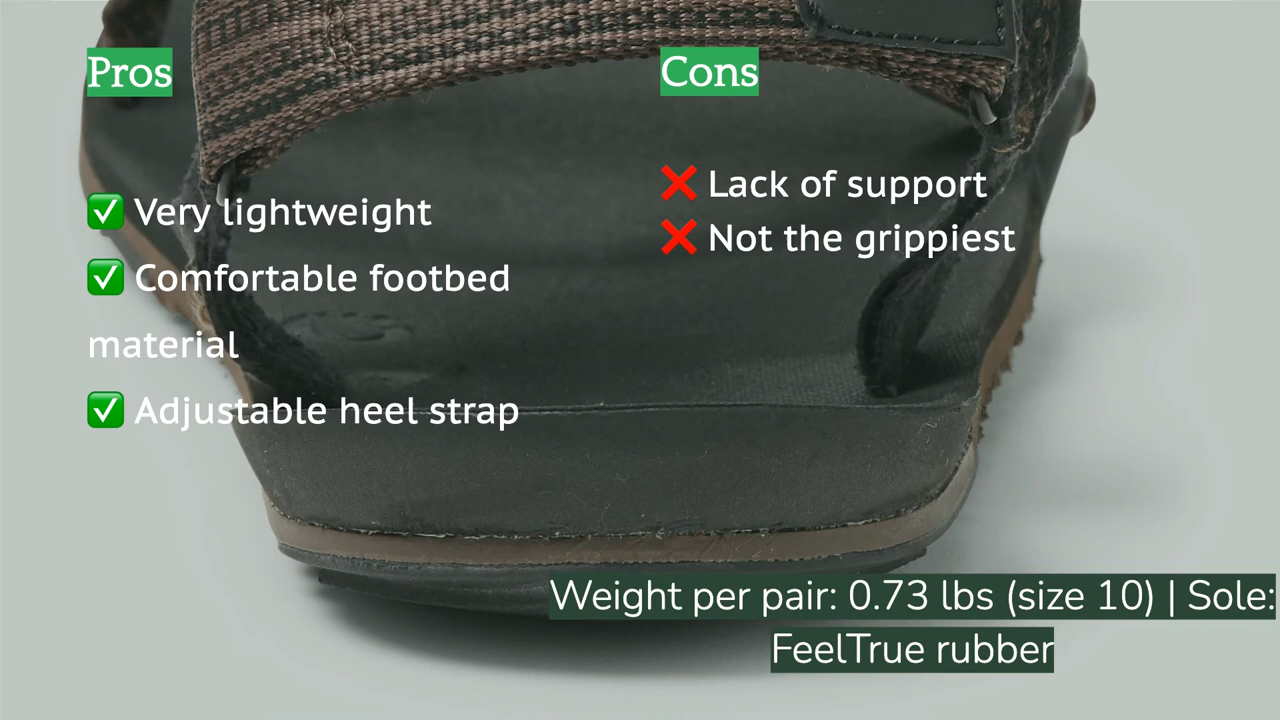 Pros
✅ Very lightweight
✅ Comfortable footbed
material
✅ Adjustable heel strap
Cons
❌ Lack of support
❌ Not the grippiest
Weight per pair: 0.73 lbs (size 10) | Sole:
FeelTrue rubber